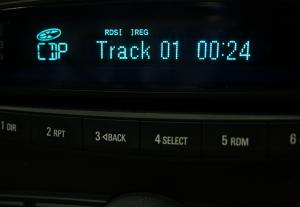 RDS[ ]REG
CDP Track 01 00:24
1 DIR 2 RPT 3 ◁BACK 4 SELECT 5 RDM 6